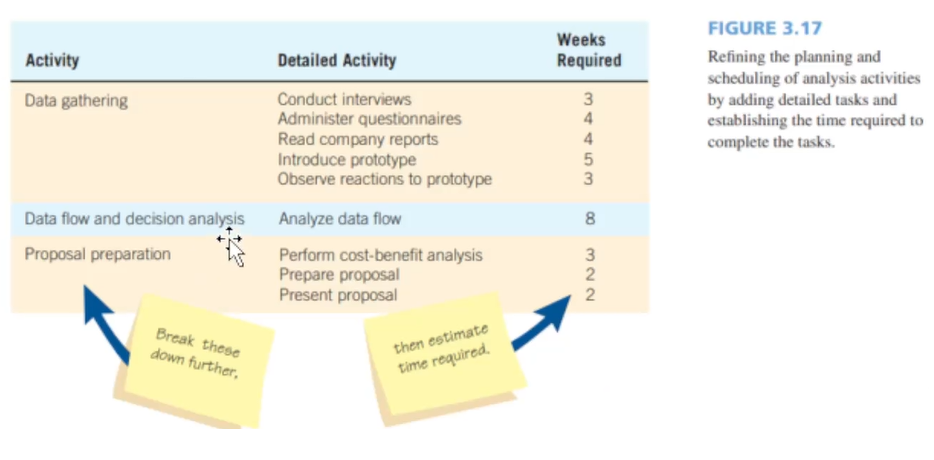 Activity Detailed Activity Weeks Required
Data gathering Conduct interviews 3
Administer questionnaires 4
Read company reports 4
Introduce prototype 5
Observe reactions to prototype 3
Data flow and decision analysis Analyze data flow 8
Proposal preparation Perform cost-benefit analysis 3
Prepare proposal 2
Present proposal 2
Break these
down further,
then estimate
time required.
FIGURE 3.17
Refining the planning and
scheduling of analysis activities
by adding detailed tasks and
establishing the time required to
complete the tasks.